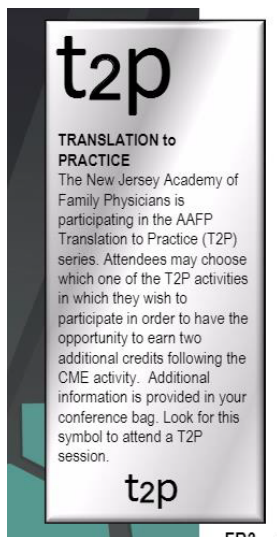 t2p
TRANSLATION to
PRACTICE
The New Jersey Academy of
Family Physicians is
participating in the AAFP
Translation to Practice (T2P)
series. Attendees may choose
which one of the T2P activities
in which they wish to
participate in order to have the
opportunity to earn two
additional credits following the
CME activity.  Additional
information is provided in your
conference bag. Look for this
symbol to attend a T2P
session.
t2p